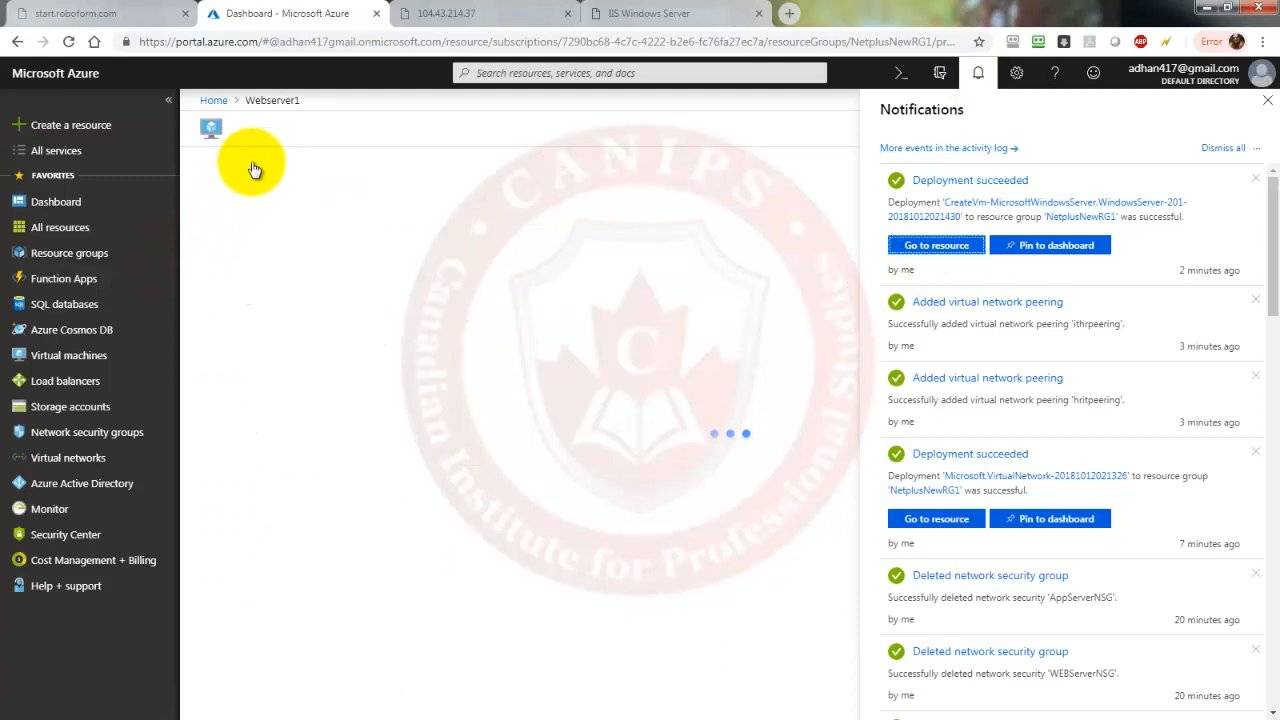 start.roboform.com
Dashboard - Microsoft Azure
104.43.214.37
IIS Windows Server
https://portal.azure.com/#@adhan417gmail.onmicrosoft.com/resource/subscriptions/7290bc68-4c7c-4222-b2e6-fc76fa27ec7a/resourceGroups/NetplusNewRG1/pr...
ABP
Error
Microsoft Azure
Search resources, services, and docs
adhan417@gmail.com
DEFAULT DIRECTORY
Home > Webserver1
Create a resource
All services
FAVORITES
Dashboard
All resources
Resource groups
Function Apps
SQL databases
Azure Cosmos DB
Virtual machines
Load balancers
Storage accounts
Network security groups
Virtual networks
Azure Active Directory
Monitor
Security Center
Cost Management + Billing
Help + support
CANIPS
C
Canadian Institute for Professional Studies
Notifications
More events in the activity log →
Dismiss all ...
Deployment succeeded
Deployment 'CreateVm-MicrosoftWindowsServer.WindowsServer-201-
20181012021430' to resource group 'NetplusNewRG1' was successful.
Go to resource
Pin to dashboard
by me
2 minutes ago
Added virtual network peering
Successfully added virtual network peering 'ithrpeering'.
by me
3 minutes ago
Added virtual network peering
Successfully added virtual network peering 'hritpeering'.
by me
3 minutes ago
Deployment succeeded
Deployment 'Microsoft.VirtualNetwork-20181012021326' to resource group
'NetplusNewRG1' was successful.
Go to resource
Pin to dashboard
by me
7 minutes ago
Deleted network security group
Successfully deleted network security 'AppServerNSG'.
by me
20 minutes ago
Deleted network security group
Successfully deleted network security 'WEBServerNSG'.
by me
20 minutes ago